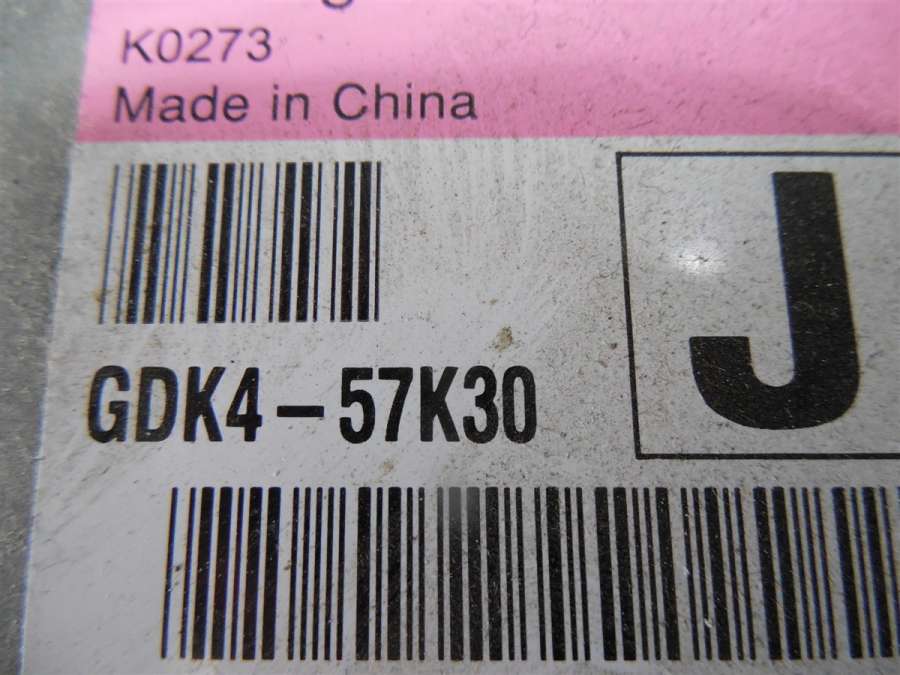 K0273
Made in China
J
GDK4-57K30